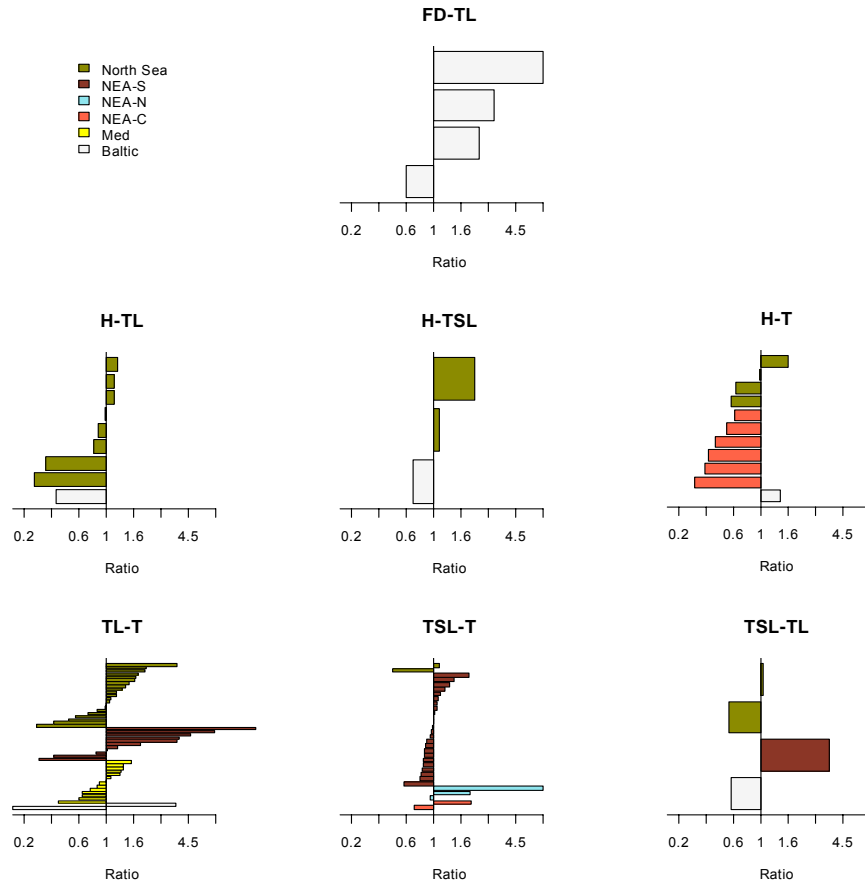 FD-TL
North Sea
NEA-S
NEA-N
NEA-C
Med
Baltic
0.2 0.6 1 1.6 4.5
Ratio
H-TL
H-TSL
H-T
0.2 0.6 1 1.6 4.5
Ratio
0.2 0.6 1 1.6 4.5
Ratio
0.2 0.6 1 1.6 4.5
Ratio
TL-T
TSL-T
TSL-TL
0.2 0.6 1 1.6 4.5
Ratio
0.2 0.6 1 1.6 4.5
Ratio
0.2 0.6 1 1.6 4.5
Ratio